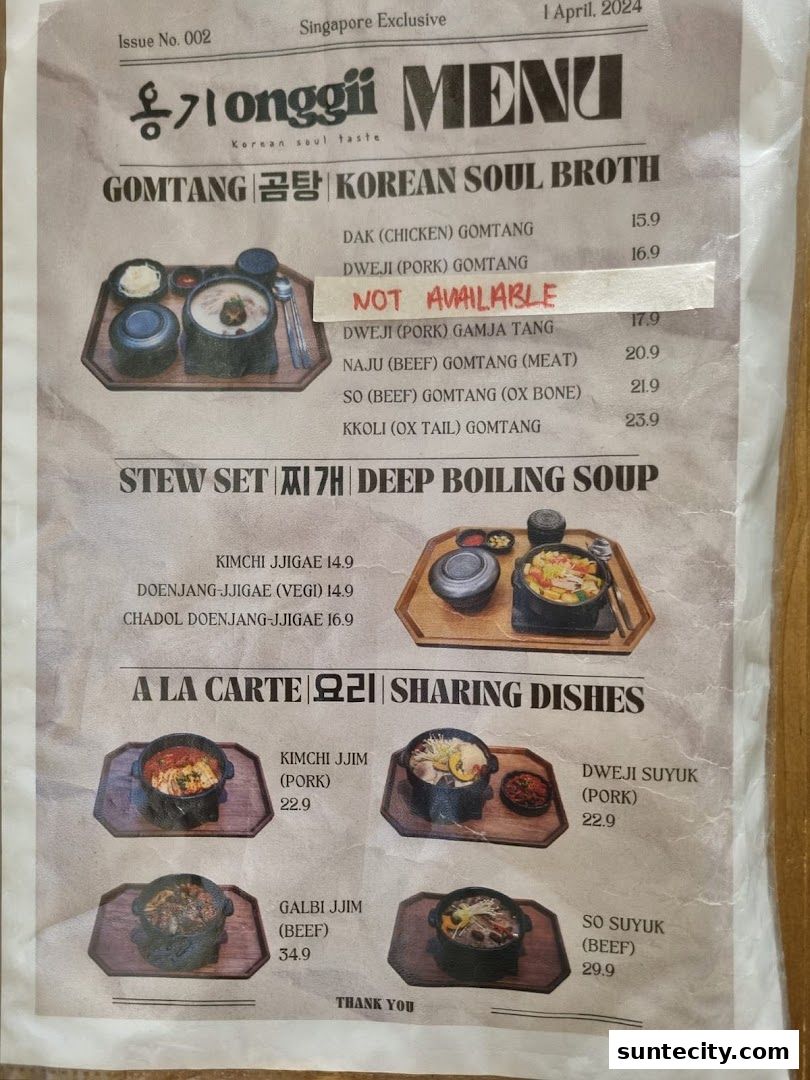 Issue No. 002
Singapore Exclusive
1 April, 2024
옹기 onggii MENU
Korean soul taste
GOMTANG | 곰탕 | KOREAN SOUL BROTH
DAK (CHICKEN) GOMTANG 15.9
DWEJI (PORK) GOMTANG 16.9
NOT AVAILABLE
DWEJI (PORK) GAMJA TANG 17.9
NAJU (BEEF) GOMTANG (MEAT) 20.9
SO (BEEF) GOMTANG (OX BONE) 21.9
KKOLI (OX TAIL) GOMTANG 23.9
STEW SET | 찌개 | DEEP BOILING SOUP
KIMCHI JJIGAE 14.9
DOENJANG-JJIGAE (VEGI) 14.9
CHADOL DOENJANG-JJIGAE 16.9
A LA CARTE | 요리 | SHARING DISHES
KIMCHI JJIM
(PORK)
22.9
DWEJI SUYUK
(PORK)
22.9
GALBI JJIM
(BEEF)
34.9
SO SUYUK
(BEEF)
29.9
THANK YOU
suntecity.com